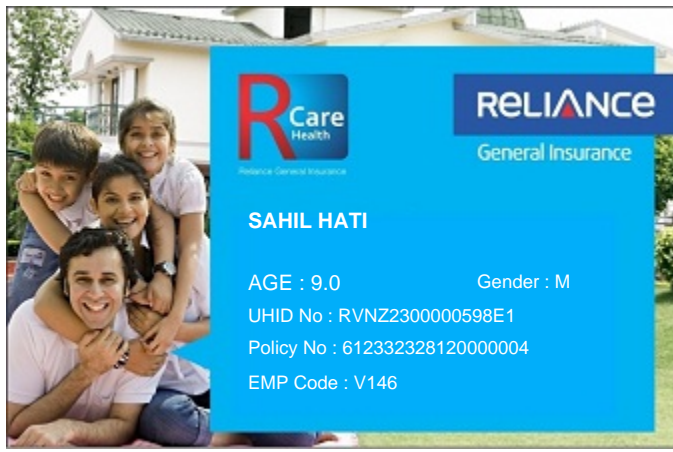 R Care
Health
Reliance General Insurance
RELIANCE
General Insurance
SAHIL HATI
AGE : 9.0 Gender : M
UHID No : RVNZ2300000598E1
Policy No : 612332328120000004
EMP Code : V146